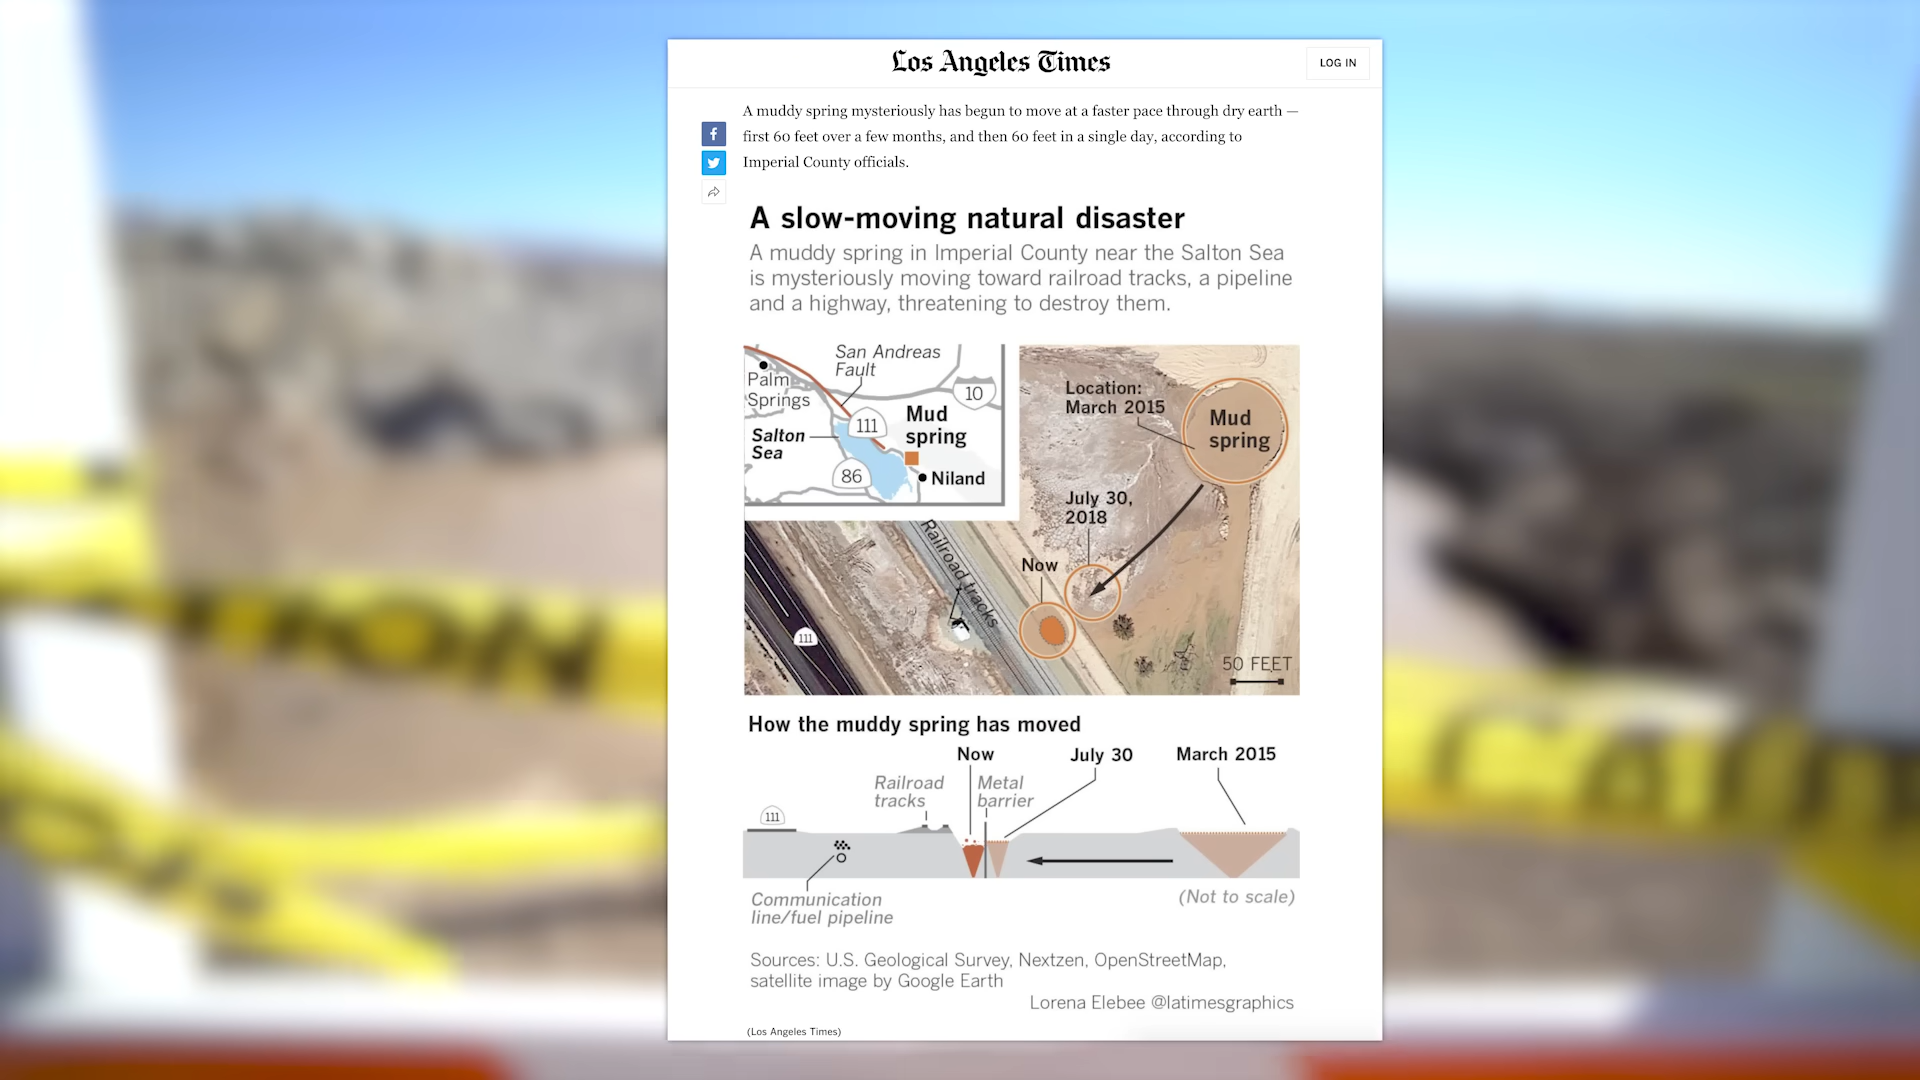 Los Angeles Times
LOG IN
A muddy spring mysteriously has begun to move at a faster pace through dry earth —
first 60 feet over a few months, and then 60 feet in a single day, according to
Imperial County officials.
A slow-moving natural disaster
A muddy spring in Imperial County near the Salton Sea
is mysteriously moving toward railroad tracks, a pipeline
and a highway, threatening to destroy them.
San Andreas
Fault
Palm
Springs
10
111
Mud
spring
Salton
Sea
86
Niland
Location:
March 2015
Mud
spring
July 30,
2018
Now
Railroad tracks
111
50 FEET
How the muddy spring has moved
Now
July 30
March 2015
Railroad
tracks
Metal
barrier
111
Communication
line/fuel pipeline
(Not to scale)
Sources: U.S. Geological Survey, Nextzen, OpenStreetMap,
satellite image by Google Earth
Lorena Elebee @latimesgraphics
(Los Angeles Times)